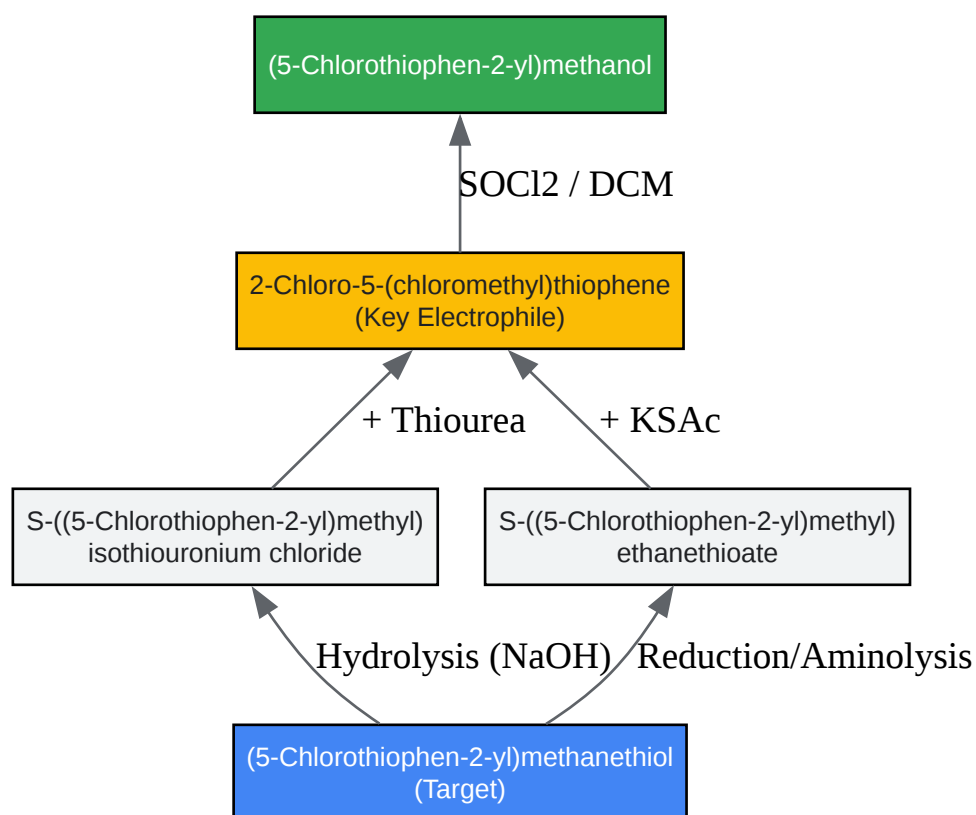 (5-Chlorothiophen-2-yl)methanol
SOCl2 / DCM
2-Chloro-5-(chloromethyl)thiophene
(Key Electrophile)
+ Thiourea
+ KSAc
S-((5-Chlorothiophen-2-yl)methyl)
isothiouronium chloride
S-((5-Chlorothiophen-2-yl)methyl)
ethanethioate
Hydrolysis (NaOH)
Reduction/Aminolysis
(5-Chlorothiophen-2-yl)methanethiol
(Target)